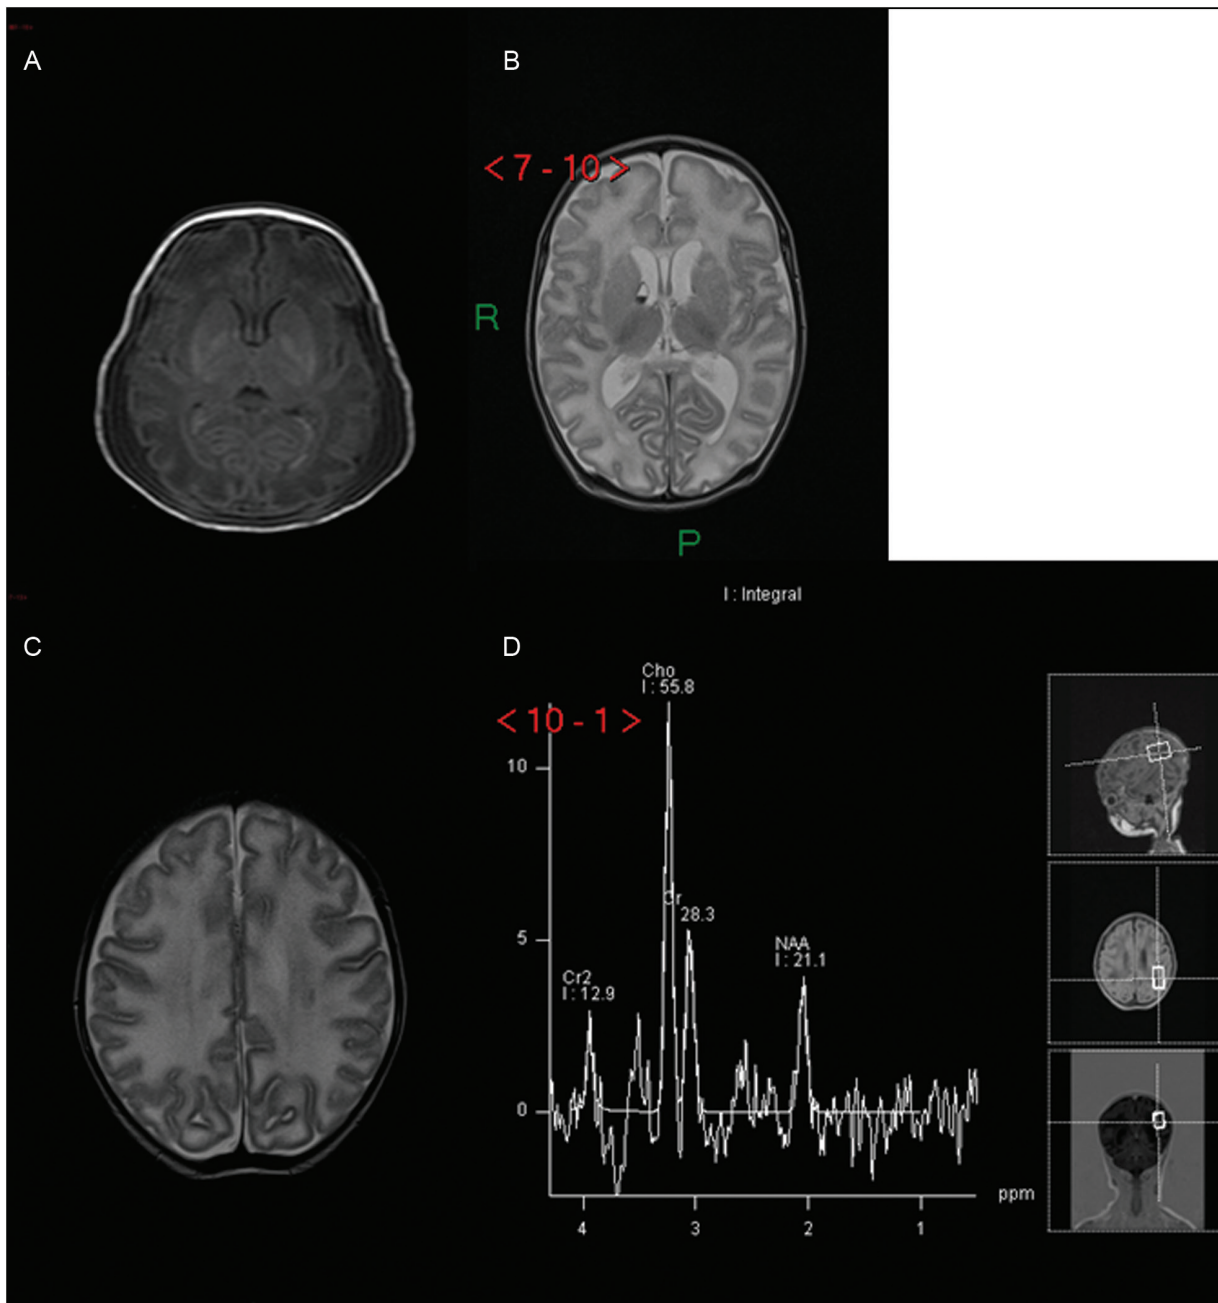 A
B
< 7 - 10 >
R
P
I : Integral
C
D
Cho
I : 55.8
< 10 - 1 >
10
Cr
28.3
5
NAA
I : 21.1
Cr2
I : 12.9
0
ppm
4
3
2
1